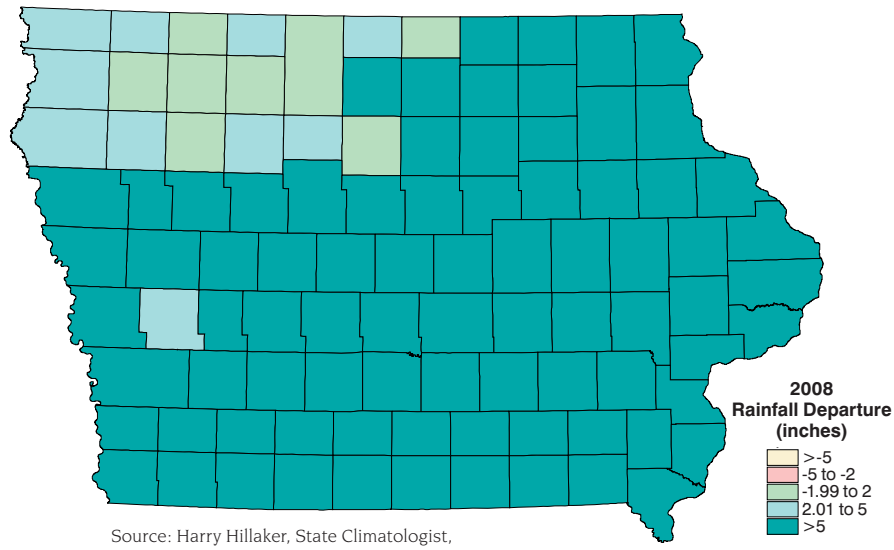 2008
Rainfall Departure
(inches)
>-5
-5 to -2
-1.99 to 2
2.01 to 5
>5
Source: Harry Hillaker, State Climatologist,